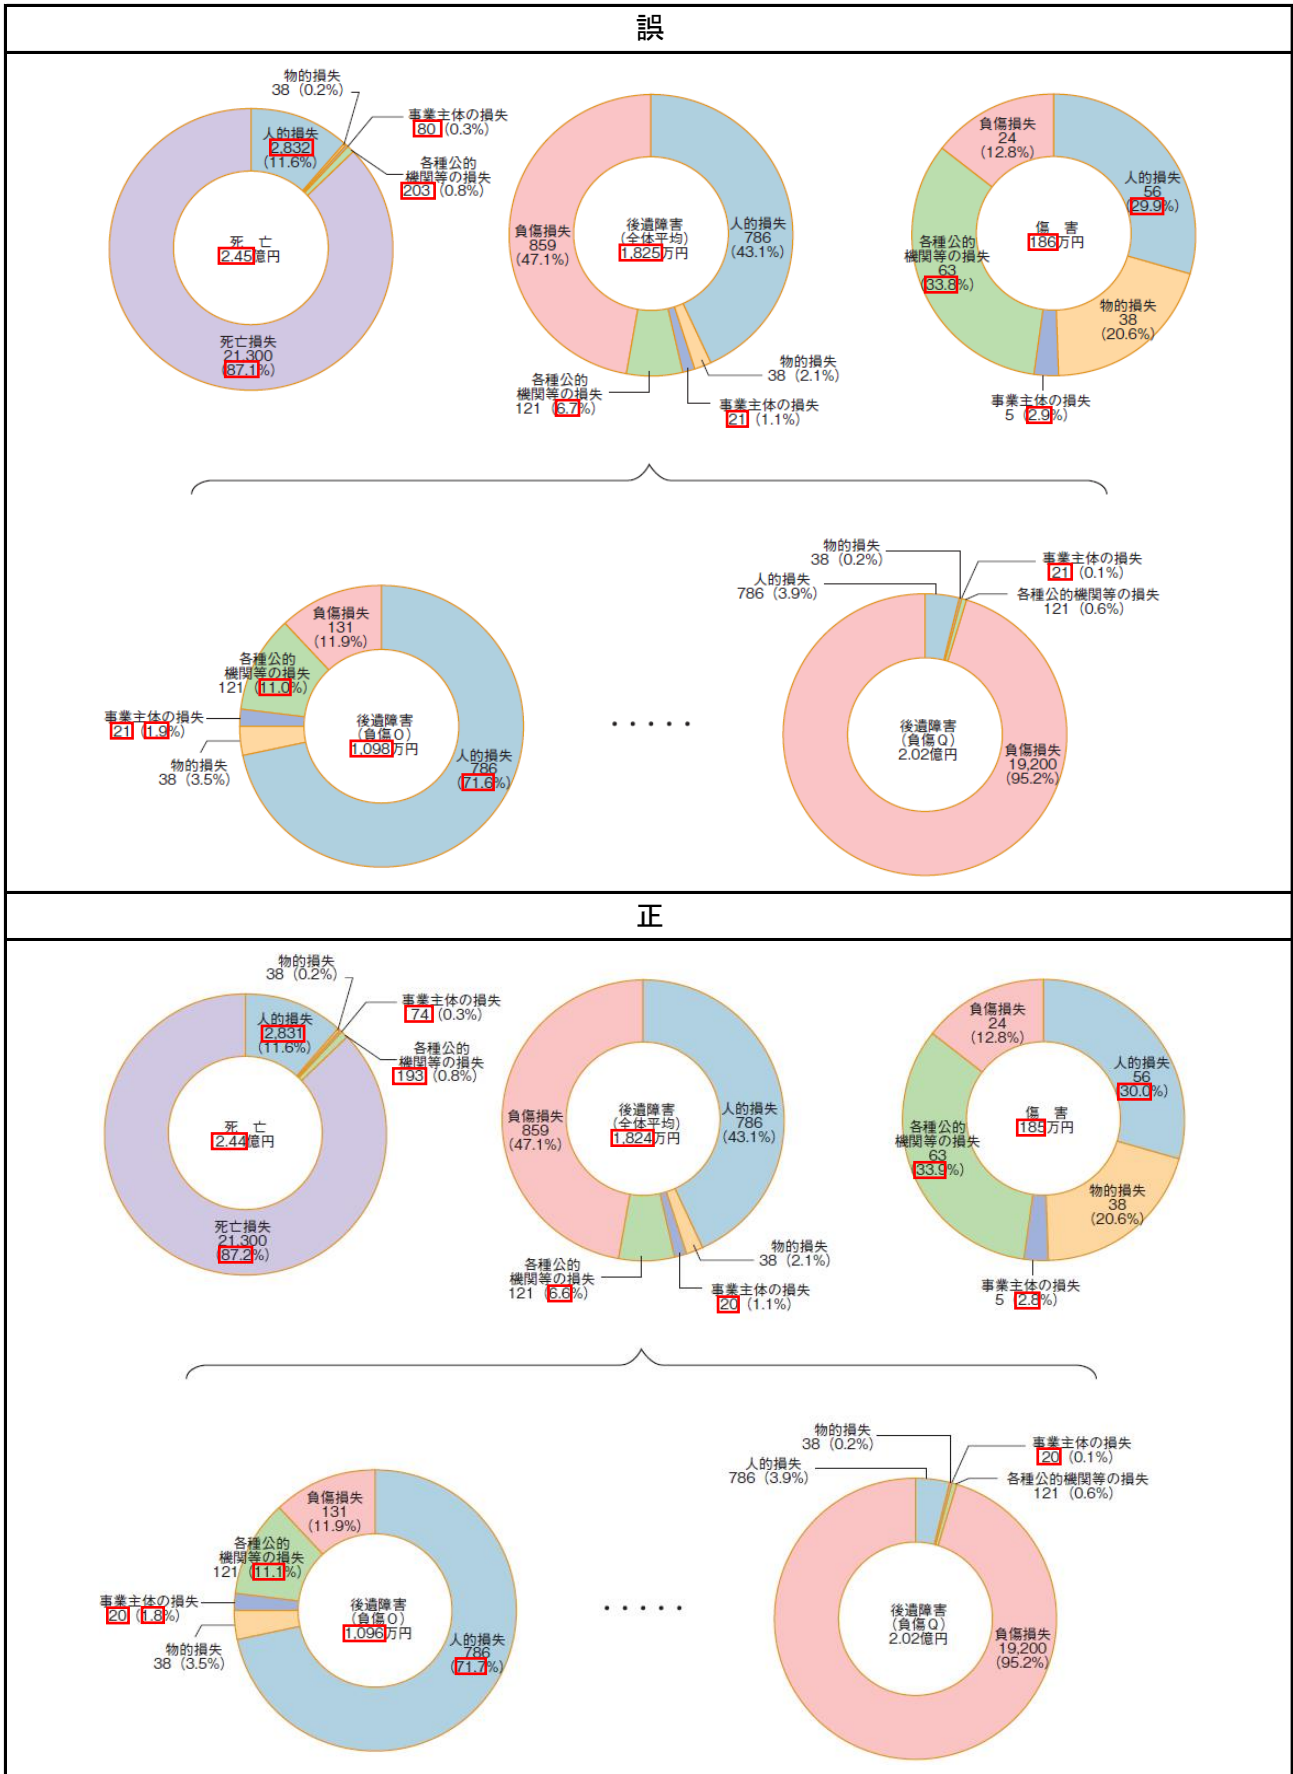 誤
物的損失
38（0.2%）
事業主体の損失
80（0.3%）
人的損失
2,832
（11.6%）
各種公的
機関等の損失
203（0.8%）
死　亡
2.45億円
死亡損失
21,300
（87.1%）
負傷損失
859
（47.1%）
後遺障害
（全体平均）
1,825万円
人的損失
786
（43.1%）
物的損失
38（2.1%）
各種公的
機関等の損失
121（6.7%）
事業主体の損失
21（1.1%）
負傷損失
24
（12.8%）
人的損失
56
（29.9%）
各種公的
機関等の損失
63
（33.8%）
傷　害
186万円
物的損失
38
（20.6%）
事業主体の損失
5（2.9%）
負傷損失
131
（11.9%）
各種公的
機関等の損失
121（11.0%）
事業主体の損失
21（1.9%）
物的損失
38（3.5%）
後遺障害
（負傷O）
1,098万円
人的損失
786
（71.6%）
・・・・・
物的損失
38（0.2%）
人的損失
786（3.9%）
事業主体の損失
21（0.1%）
各種公的機関等の損失
121（0.6%）
後遺障害
（負傷Q）
2.02億円
負傷損失
19,200
（95.2%）
正
物的損失
38（0.2%）
事業主体の損失
74（0.3%）
人的損失
2,831
（11.6%）
各種公的
機関等の損失
193（0.8%）
死　亡
2.44億円
死亡損失
21,300
（87.2%）
負傷損失
859
（47.1%）
後遺障害
（全体平均）
1,824万円
人的損失
786
（43.1%）
物的損失
38（2.1%）
各種公的
機関等の損失
121（6.6%）
事業主体の損失
20（1.1%）
負傷損失
24
（12.8%）
人的損失
56
（30.0%）
各種公的
機関等の損失
63
（33.9%）
傷　害
185万円
物的損失
38
（20.6%）
事業主体の損失
5（2.8%）
負傷損失
131
（11.9%）
各種公的
機関等の損失
121（11.1%）
事業主体の損失
20（1.8%）
物的損失
38（3.5%）
後遺障害
（負傷O）
1,096万円
人的損失
786
（71.7%）
・・・・・
物的損失
38（0.2%）
人的損失
786（3.9%）
事業主体の損失
20（0.1%）
各種公的機関等の損失
121（0.6%）
後遺障害
（負傷Q）
2.02億円
負傷損失
19,200
（95.2%）